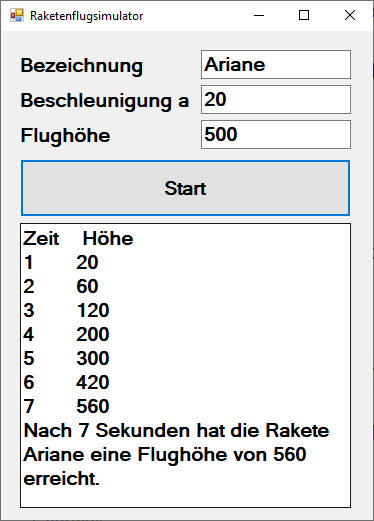 Raketenflugsimulator
Bezeichnung Ariane
Beschleunigung a 20
Flughöhe 500
Start
Zeit Höhe
1 20
2 60
3 120
4 200
5 300
6 420
7 560
Nach 7 Sekunden hat die Rakete
Ariane eine Flughöhe von 560
erreicht.